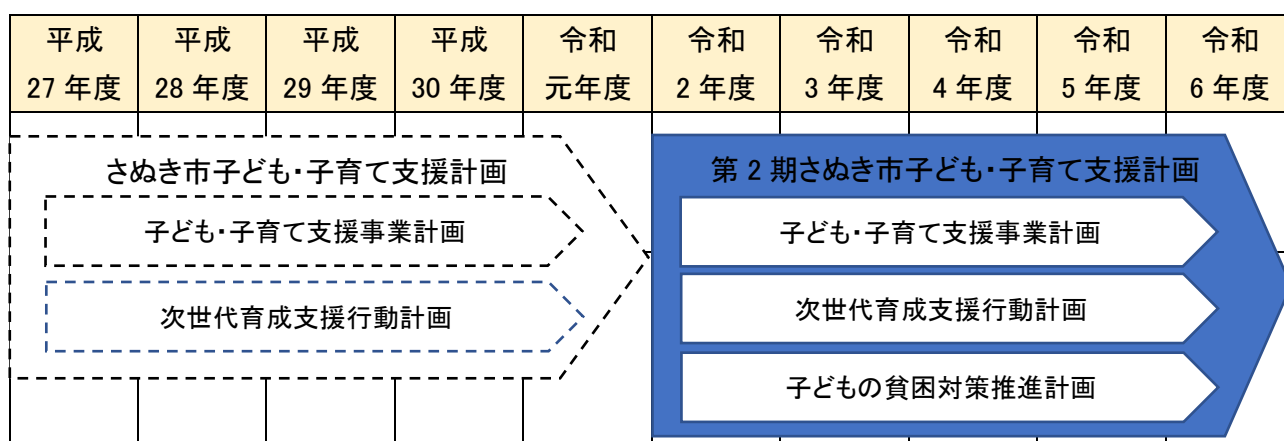 平成 平成 平成 平成 令和 令和 令和 令和 令和 令和
27年度 28年度 29年度 30年度 元年度 2年度 3年度 4年度 5年度 6年度
さぬき市子ども・子育て支援計画
子ども・子育て支援事業計画
次世代育成支援行動計画
第2期さぬき市子ども・子育て支援計画
子ども・子育て支援事業計画
次世代育成支援行動計画
子どもの貧困対策推進計画